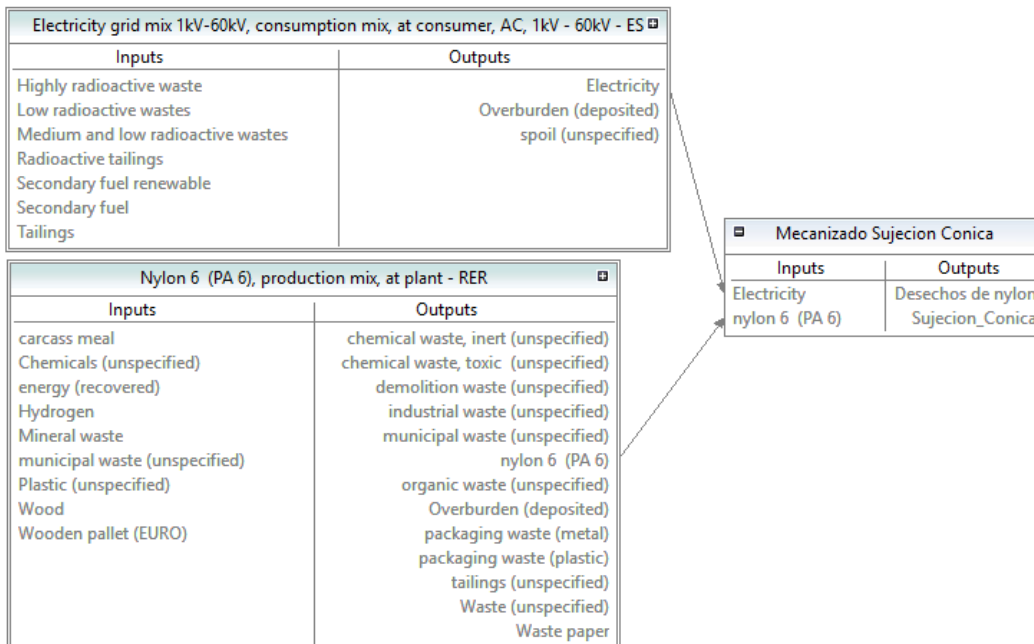 Electricity grid mix 1kV-60kV, consumption mix, at consumer, AC, 1kV - 60kV - ES
Inputs Outputs
Highly radioactive waste Electricity
Low radioactive wastes Overburden (deposited)
Medium and low radioactive wastes spoil (unspecified)
Radioactive tailings
Secondary fuel renewable
Secondary fuel
Tailings
Nylon 6 (PA 6), production mix, at plant - RER
Inputs Outputs
carcass meal chemical waste, inert (unspecified)
Chemicals (unspecified) chemical waste, toxic (unspecified)
energy (recovered) demolition waste (unspecified)
Hydrogen industrial waste (unspecified)
Mineral waste municipal waste (unspecified)
municipal waste (unspecified) nylon 6 (PA 6)
Plastic (unspecified) organic waste (unspecified)
Wood Overburden (deposited)
Wooden pallet (EURO) packaging waste (metal)
packaging waste (plastic)
tailings (unspecified)
Waste (unspecified)
Waste paper
Mecanizado Sujecion Conica
Inputs Outputs
Electricity Desechos de nylon
nylon 6 (PA 6) Sujecion_Conica